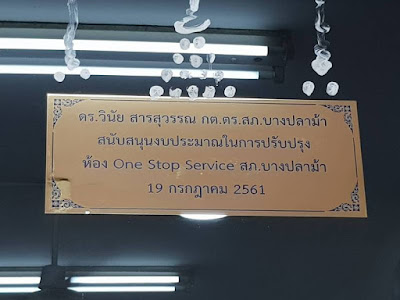 ดร.วินัย สารสุวรรณ กต.ตร.สภ.บางปลาม้า
สนับสนุนงบประมาณในการปรับปรุง
ห้อง One Stop Service สภ.บางปลาม้า
19 กรกฎาคม 2561